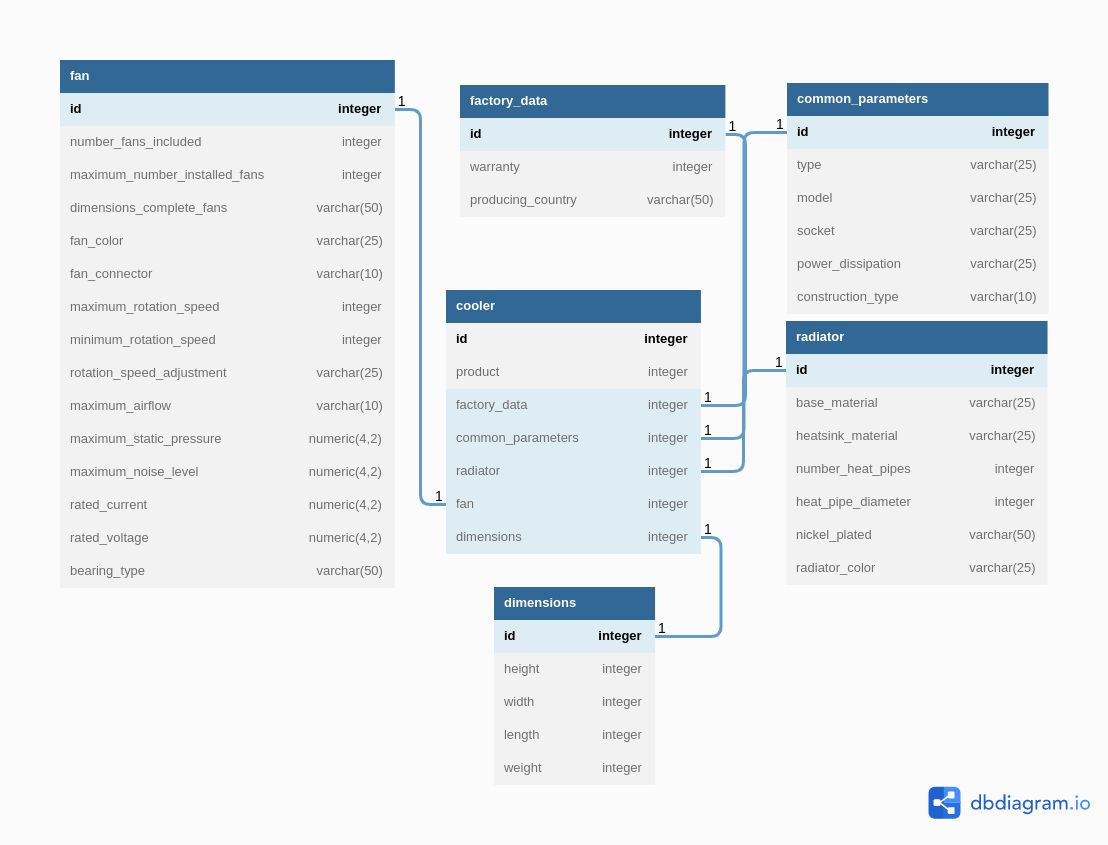 fan
id integer
number_fans_included integer
maximum_number_installed_fans integer
dimensions_complete_fans varchar(50)
fan_color varchar(25)
fan_connector varchar(10)
maximum_rotation_speed integer
minimum_rotation_speed integer
rotation_speed_adjustment varchar(25)
maximum_airflow varchar(10)
maximum_static_pressure numeric(4,2)
maximum_noise_level numeric(4,2)
rated_current numeric(4,2)
rated_voltage numeric(4,2)
bearing_type varchar(50)
1
1
factory_data
id integer
warranty integer
producing_country varchar(50)
1
cooler
id integer
product integer
factory_data integer
common_parameters integer
radiator integer
fan integer
dimensions integer
1
1
1
1
dimensions
id integer
height integer
width integer
length integer
weight integer
1
1
common_parameters
id integer
type varchar(25)
model varchar(25)
socket varchar(25)
power_dissipation varchar(25)
construction_type varchar(10)
1
radiator
id integer
base_material varchar(25)
heatsink_material varchar(25)
number_heat_pipes integer
heat_pipe_diameter integer
nickel_plated varchar(50)
radiator_color varchar(25)
dbdiagram.io